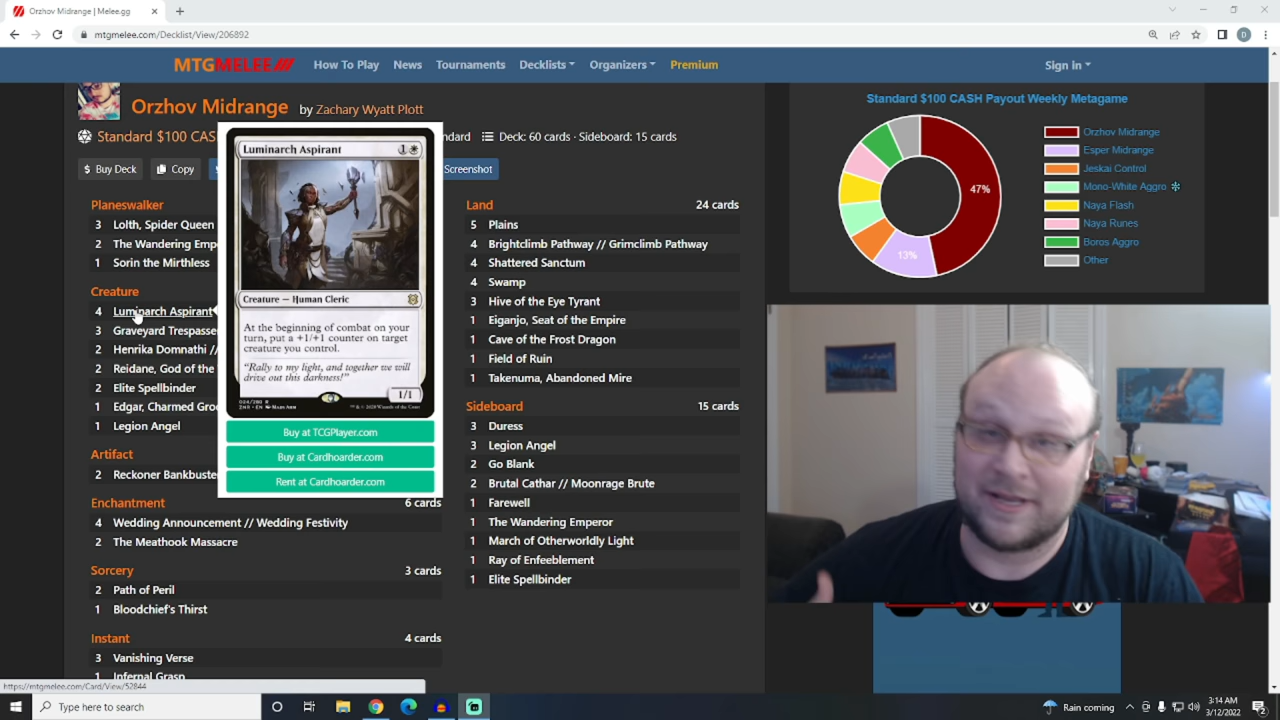 Orzhov Midrange | Melee.gg
mtgmelee.com/Decklist/View/206892
MTGMELEE
How To Play
News
Tournaments
Decklists
Organizers
Premium
Sign In
Orzhov Midrange by Zachary Wyatt Plott
Standard $100 CAS
ndard
Deck: 60 cards - Sideboard: 15 cards
$ Buy Deck
Copy
Screenshot
Planeswalker
3 Lolth, Spider Queen
2 The Wandering Emp
1 Sorin the Mirthless
Creature
4 Luminarch Aspirant
3 Graveyard Trespasse
2 Henrika Domnathi //
2 Reidane, God of the
2 Elite Spellbinder
1 Edgar, Charmed Gro
1 Legion Angel
Artifact
2 Reckoner Bankbuste
Enchantment 6 cards
4 Wedding Announcement // Wedding Festivity
2 The Meathook Massacre
Sorcery 3 cards
2 Path of Peril
1 Bloodchief's Thirst
Instant 4 cards
3 Vanishing Verse
1 Infernal Grasp
Luminarch Aspirant 1
Creature — Human Cleric
At the beginning of combat on your
turn, put a +1/+1 counter on target
creature you control.
"Rally to my light, and together we will
drive out this darkness!"
1/1
Buy at TCGPlayer.com
Buy at Cardhoarder.com
Rent at Cardhoarder.com
Land 24 cards
5 Plains
4 Brightclimb Pathway // Grimclimb Pathway
4 Shattered Sanctum
4 Swamp
3 Hive of the Eye Tyrant
1 Eiganjo, Seat of the Empire
1 Cave of the Frost Dragon
1 Field of Ruin
1 Takenuma, Abandoned Mire
Sideboard 15 cards
3 Duress
3 Legion Angel
2 Go Blank
2 Brutal Cathar // Moonrage Brute
1 Farewell
1 The Wandering Emperor
1 March of Otherworldly Light
1 Ray of Enfeeblement
1 Elite Spellbinder
Standard $100 CASH Payout Weekly Metagame
47%
13%
Orzhov Midrange
Esper Midrange
Jeskai Control
Mono-White Aggro
Naya Flash
Naya Runes
Boros Aggro
Other
https://mtgmelee.com/Card/View/52844
Type here to search
Rain coming
3:14 AM
3/12/2022